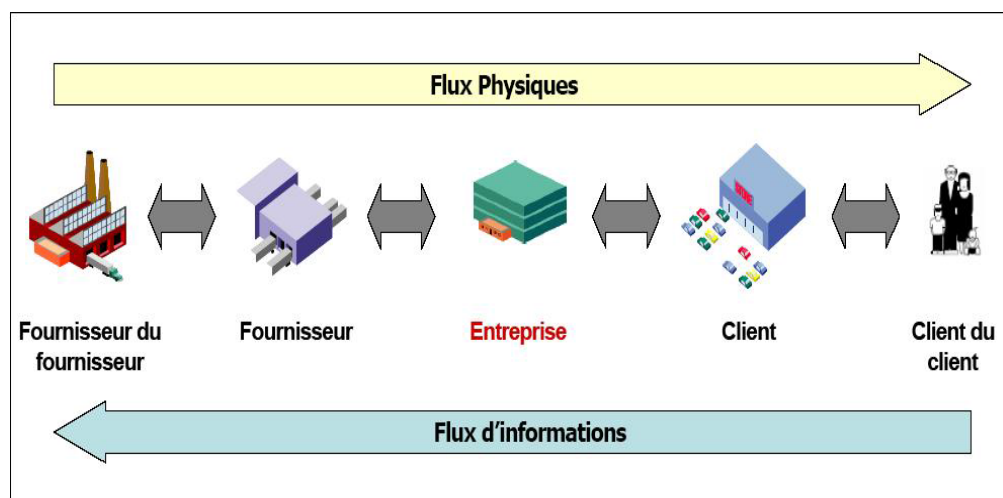 Flux Physiques
Fournisseur du
fournisseur
Fournisseur
Entreprise
Client
Client du
client
Flux d’informations